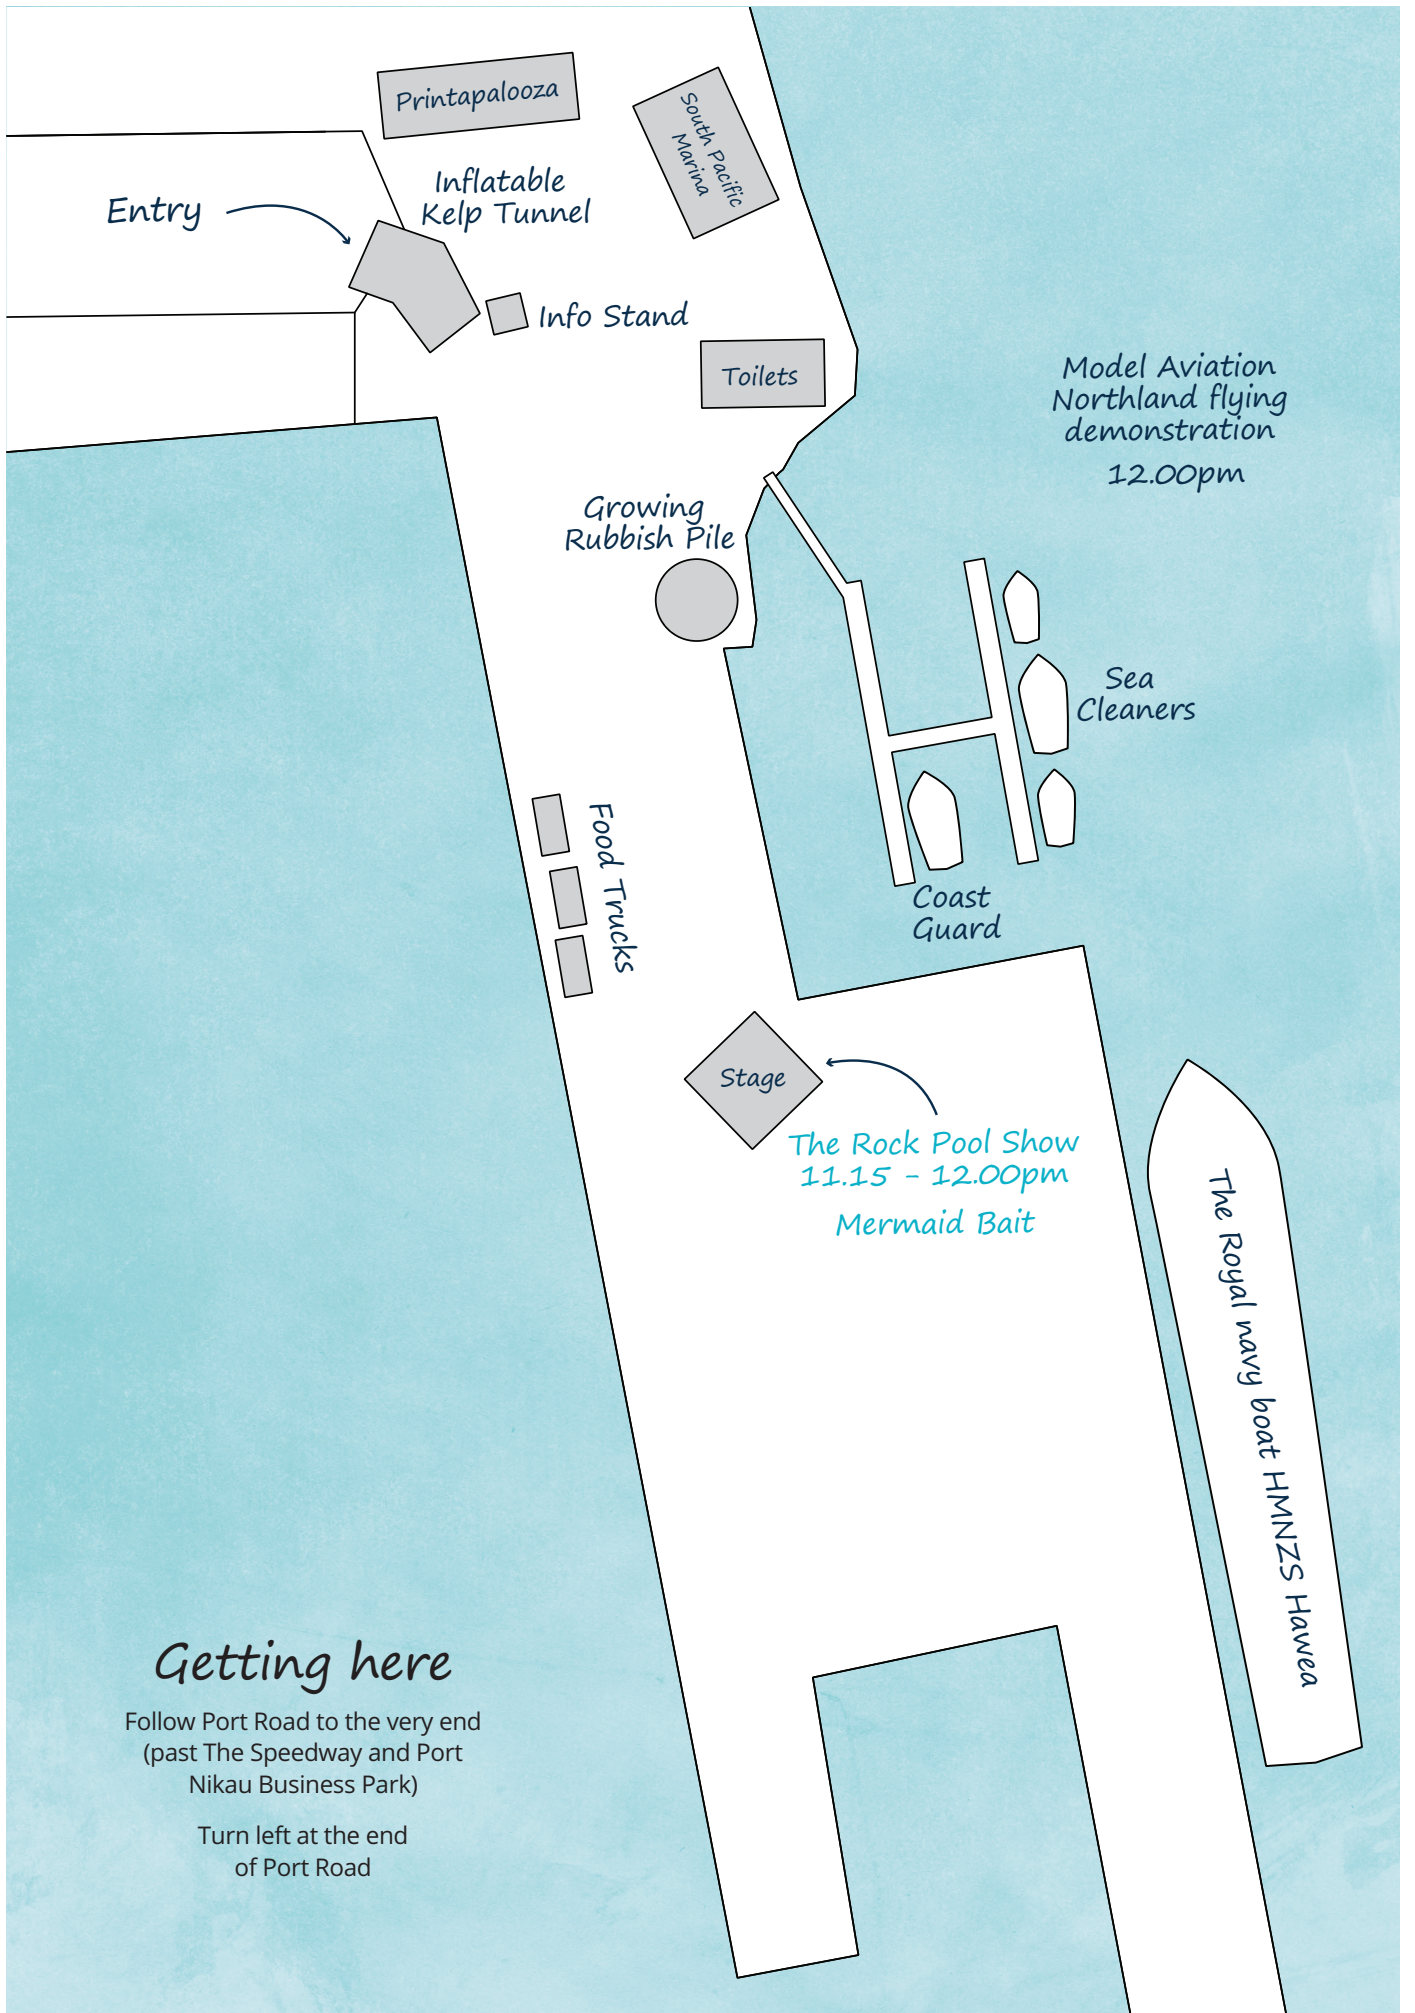 Printapalooza
South Pacific
Marina
Inflatable
Kelp Tunnel
Entry
Info Stand
Toilets
Model Aviation
Northland flying
demonstration
12.00pm
Growing
Rubbish Pile
Sea
Cleaners
Food Trucks
Coast
Guard
Stage
The Rock Pool Show
11.15 - 12.00pm
Mermaid Bait
The Royal navy boat HMNZS Hawea
Getting here
Follow Port Road to the very end
(past The Speedway and Port
Nikau Business Park)
Turn left at the end
of Port Road